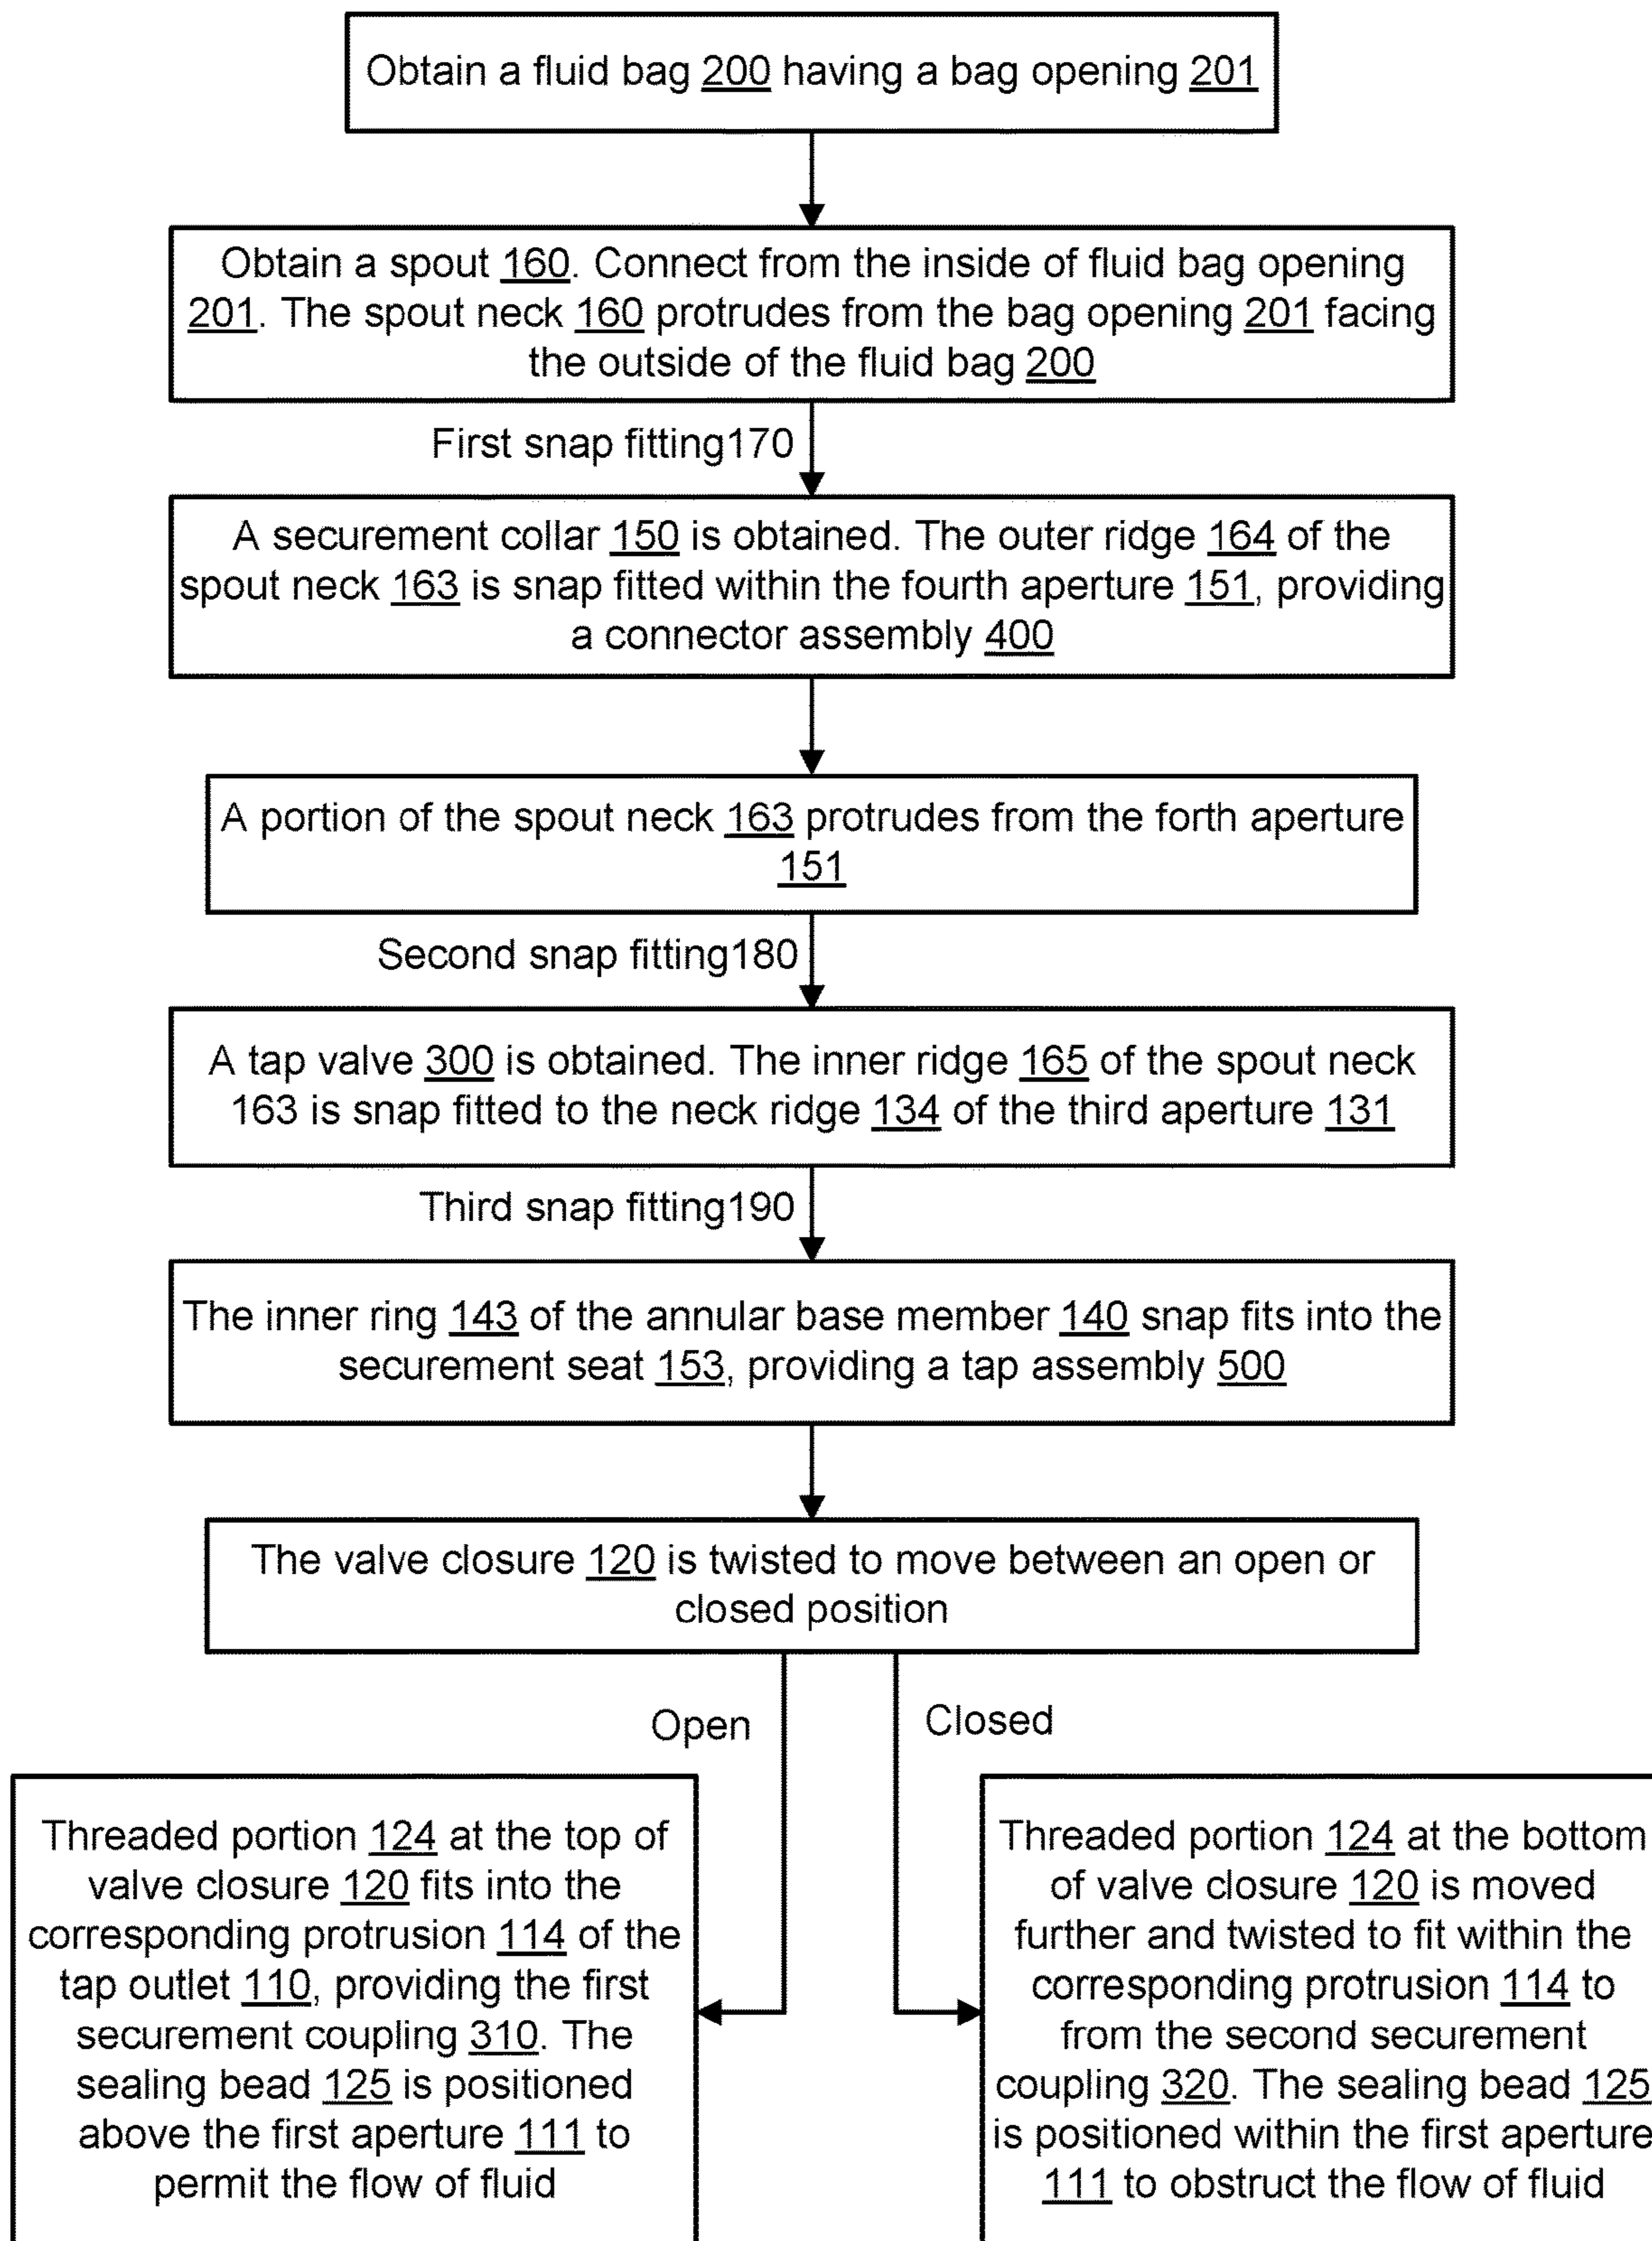 Obtain a fluid bag 200 having a bag opening 201
Obtain a spout 160. Connect from the inside of fluid bag opening
201. The spout neck 160 protrudes from the bag opening 201 facing
the outside of the fluid bag 200
First snap fitting170
A securement collar 150 is obtained. The outer ridge 164 of the
spout neck 163 is snap fitted within the fourth aperture 151, providing
a connector assembly 400
A portion of the spout neck 163 protrudes from the forth aperture
151
Second snap fitting180
A tap valve 300 is obtained. The inner ridge 165 of the spout neck
163 is snap fitted to the neck ridge 134 of the third aperture 131
Third snap fitting190
The inner ring 143 of the annular base member 140 snap fits into the
securement seat 153, providing a tap assembly 500
The valve closure 120 is twisted to move between an open or
closed position
Open
Closed
Threaded portion 124 at the top of
valve closure 120 fits into the
corresponding protrusion 114 of the
tap outlet 110, providing the first
securement coupling 310. The
sealing bead 125 is positioned
above the first aperture 111 to
permit the flow of fluid
Threaded portion 124 at the bottom
of valve closure 120 is moved
further and twisted to fit within the
corresponding protrusion 114 to
from the second securement
coupling 320. The sealing bead 125
is positioned within the first aperture
111 to obstruct the flow of fluid